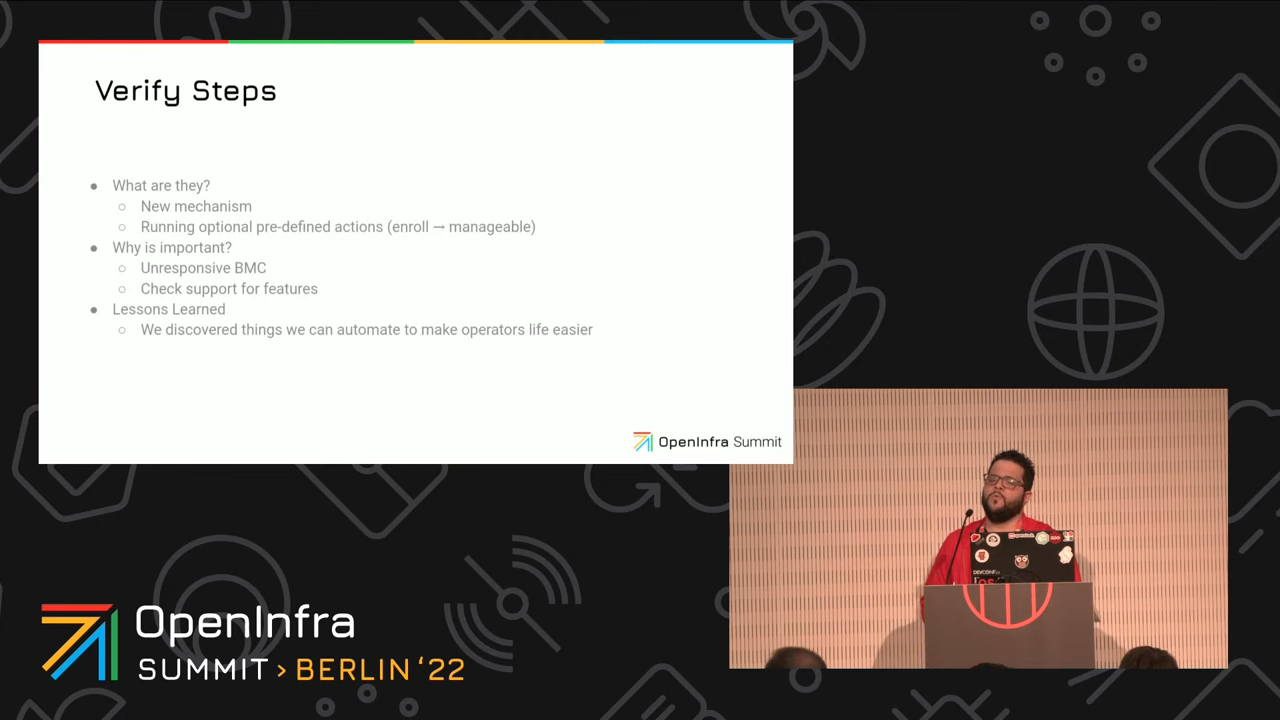 Verify Steps
● What are they?
○ New mechanism
○ Running optional pre-defined actions (enroll → manageable)
● Why is important?
○ Unresponsive BMC
○ Check support for features
● Lessons Learned
○ We discovered things we can automate to make operators life easier
OpenInfra Summit
DEVCONF
OpenInfra
SUMMIT > BERLIN ‘22